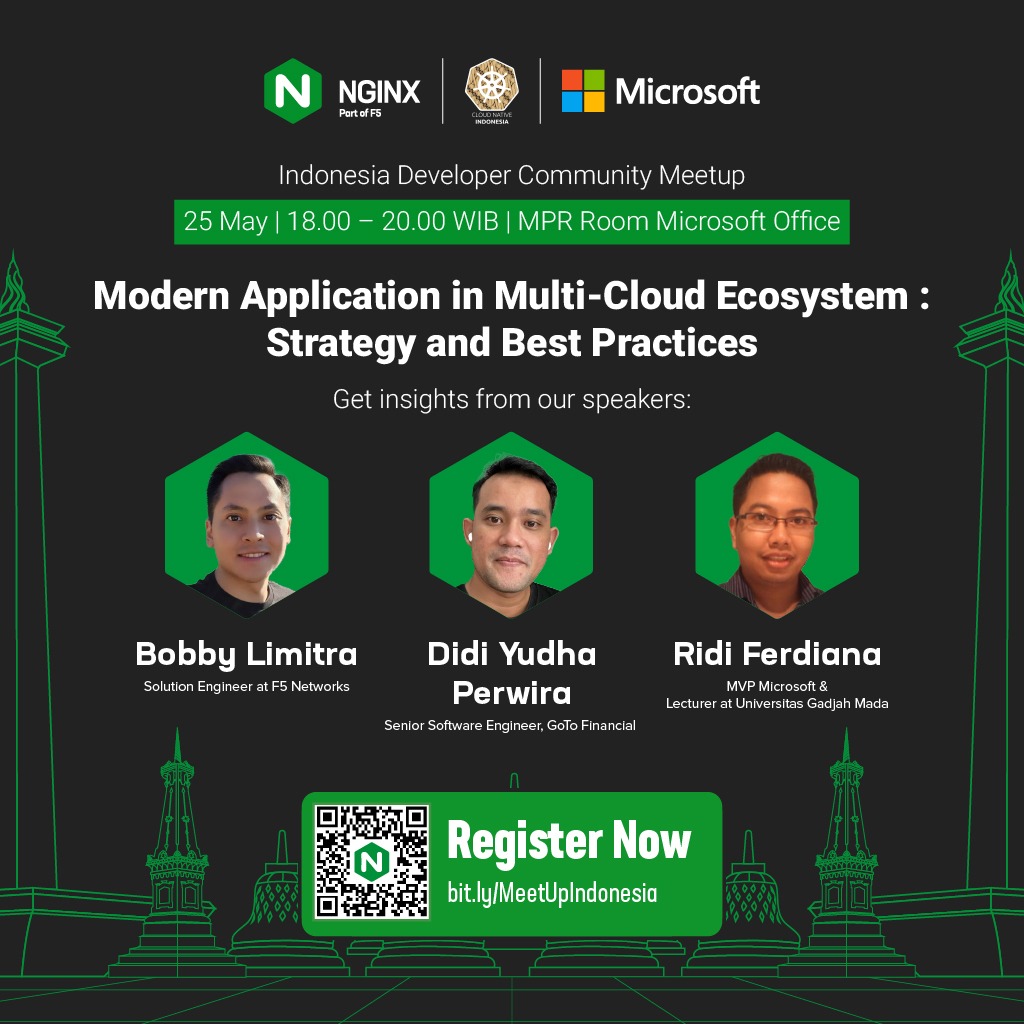 NGINX
Part of F5
CLOUD NATIVE
INDONESIA
Microsoft
Indonesia Developer Community Meetup
25 May | 18.00 – 20.00 WIB | MPR Room Microsoft Office
Modern Application in Multi-Cloud Ecosystem :
Strategy and Best Practices
Get insights from our speakers:
Bobby Limitra
Solution Engineer at F5 Networks
Didi Yudha
Perwira
Senior Software Engineer, GoTo Financial
Ridi Ferdiana
MVP Microsoft &
Lecturer at Universitas Gadjah Mada
Register Now
bit.ly/MeetUpIndonesia